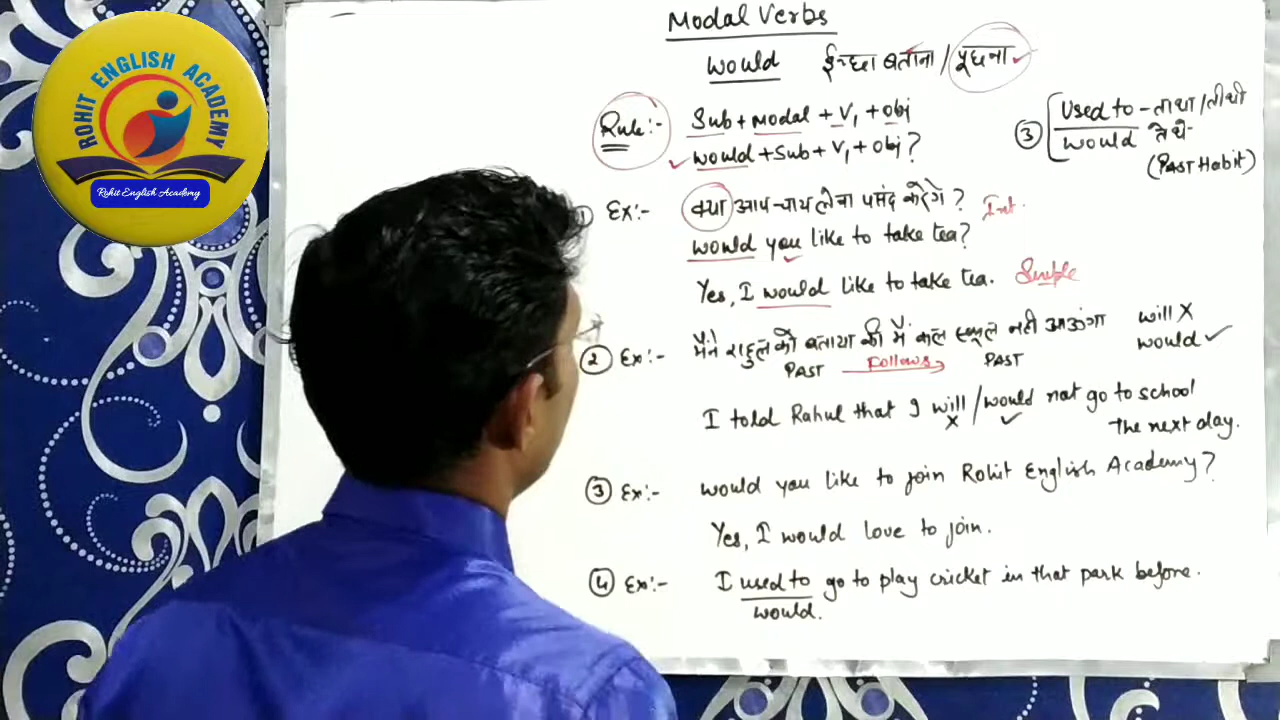 ROHIT ENGLISH ACADEMY
Rohit English Academy
Modal Verbs
would ईच्छा बताना / पूछना ✓
Rule:- Sub + Modal + V1 + Obj
✓ would + Sub + V1 + Obj ?
③ Used to - ताथा / तीथी
would तेथे
(PAST Habit)
Ex:- क्या आप चाय लेना पसंद करेंगे ? Int.
would you like to take tea?
Yes, I would like to take tea. Simple
② Ex:- मैंने राहुल को बताया की मैं कल स्कूल नही आऊंगा will X
would ✓
PAST Follows PAST
I told Rahul that I will / would not go to school
X ✓
the next day.
③ Ex:- would you like to join Rohit English Academy?
Yes, I would love to join.
④ Ex:- I used to go to play cricket in that park before.
would.